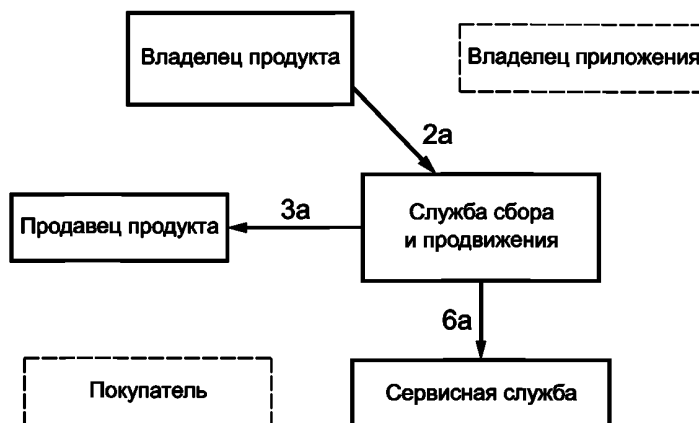 Владелец продукта
Владелец приложения
2а
Продавец продукта
3а
Служба сбора
и продвижения
6а
Покупатель
Сервисная служба